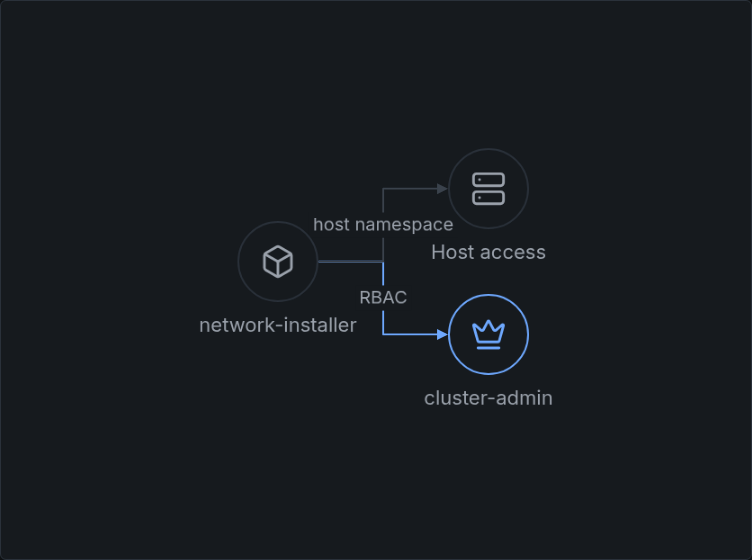 host namespace
Host access
RBAC
network-installer
cluster-admin